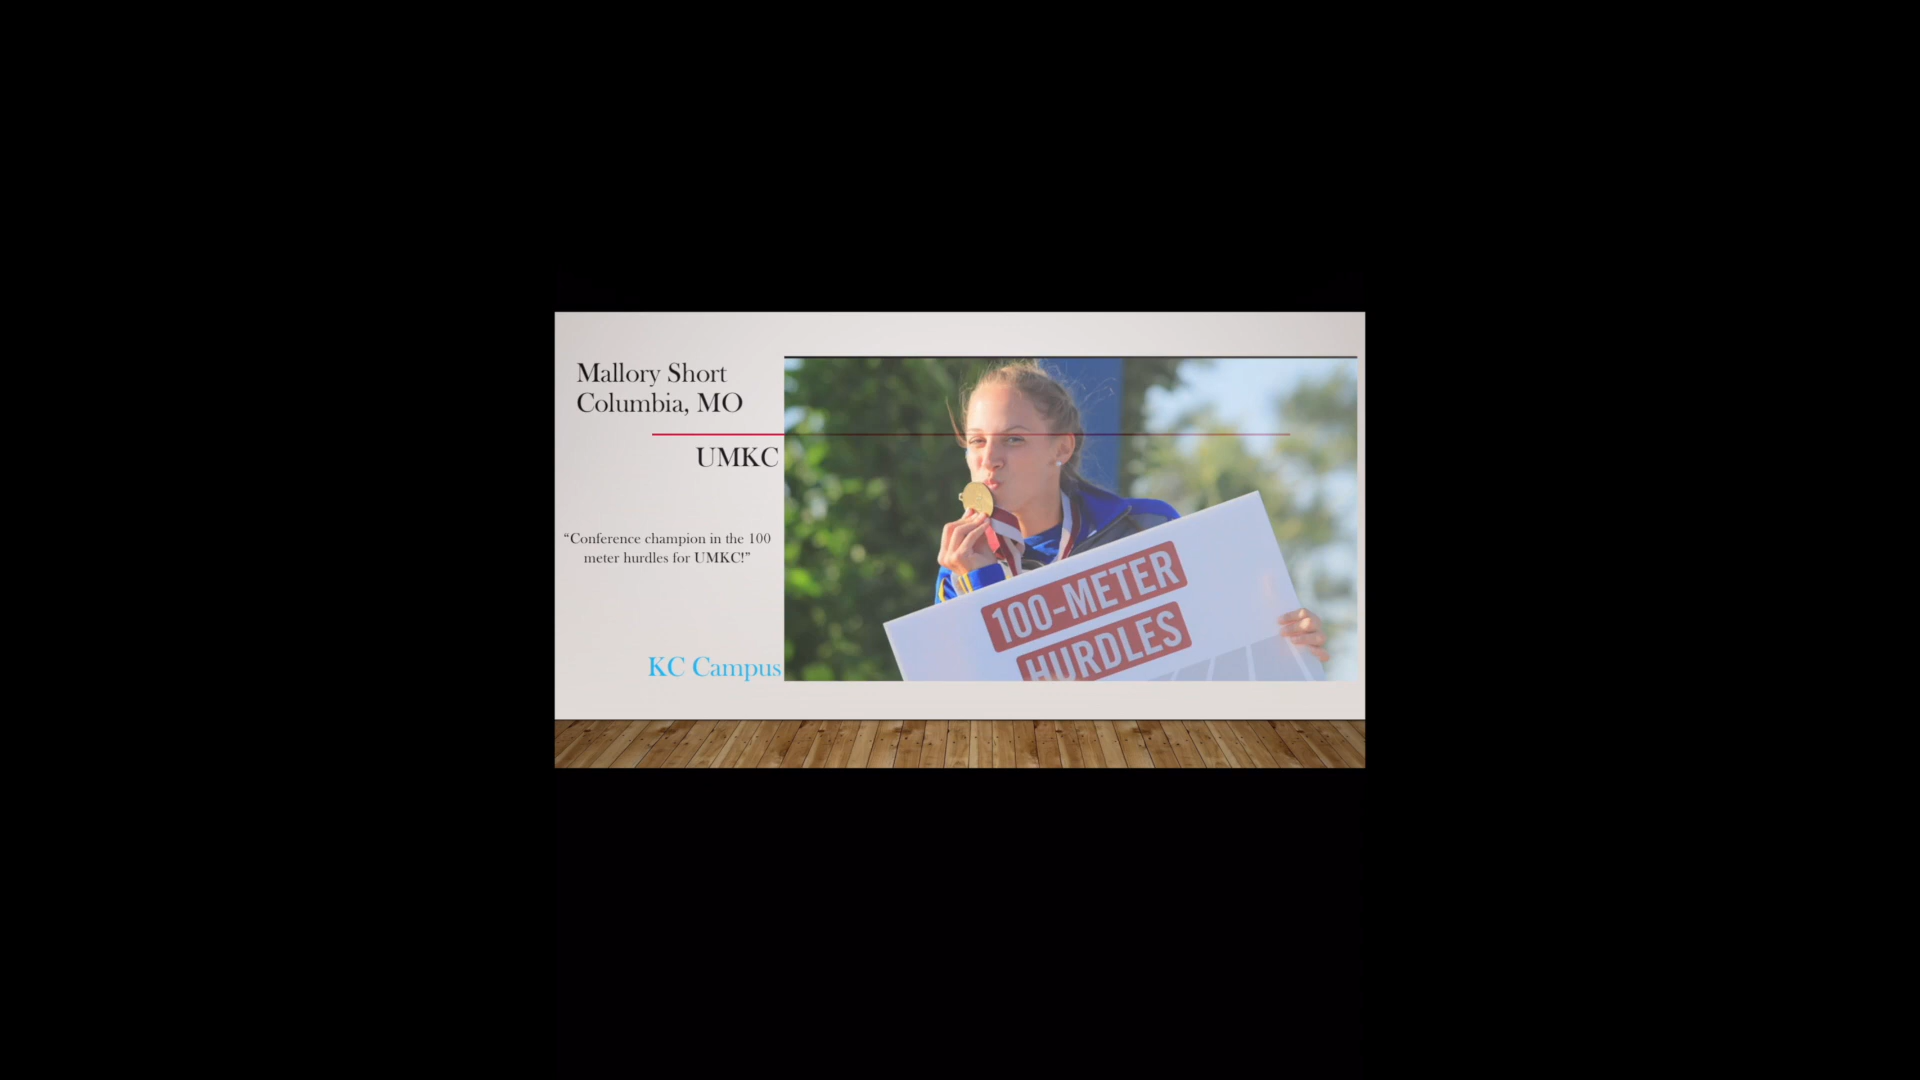 Mallory Short
Columbia, MO
UMKC
“Conference champion in the 100
meter hurdles for UMKC!”
KC Campus
100-METER
HURDLES